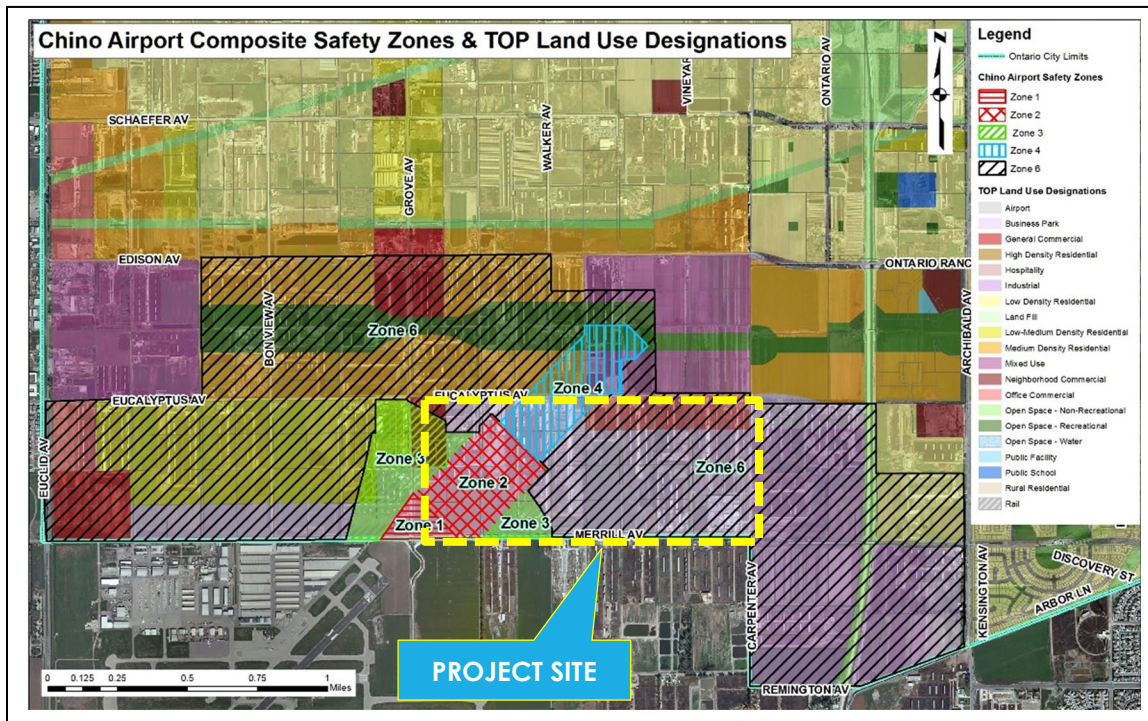 Chino Airport Composite Safety Zones & TOP Land Use Designations
SCHAEFER AV
GROVE AV
WALKER AV
VINEYAR
ONTARIO AV
EDISON AV
ONTARIO RANC
BON VIEW AV
Zone 6
ARCHIBALD AV
Zone 4
EUCALYPTUS AV
EUCALYPTUS AV
EUCLID AV
Zone 3
Zone 2
Zone 6
Zone 1
Zone 3
MERRILL AV
CARPENTER AV
KENSINGTON AV
DISCOVERY ST
ARBOR LN
REMINGTON AV
PROJECT SITE
0 0.125 0.25 0.5 0.75 1
Miles
Z
Legend
Ontario City Limits
Chino Airport Safety Zones
Zone 1
Zone 2
Zone 3
Zone 4
Zone 6
TOP Land Use Designations
Airport
Business Park
General Commercial
High Density Residential
Hospitality
Industrial
Low Density Residential
Land Fill
Low-Medium Density Residential
Medium Density Residential
Mixed Use
Neighborhood Commercial
Office Commercial
Open Space - Non-Recreational
Open Space - Recreational
Open Space - Water
Public Facility
Public School
Rural Residential
Rail